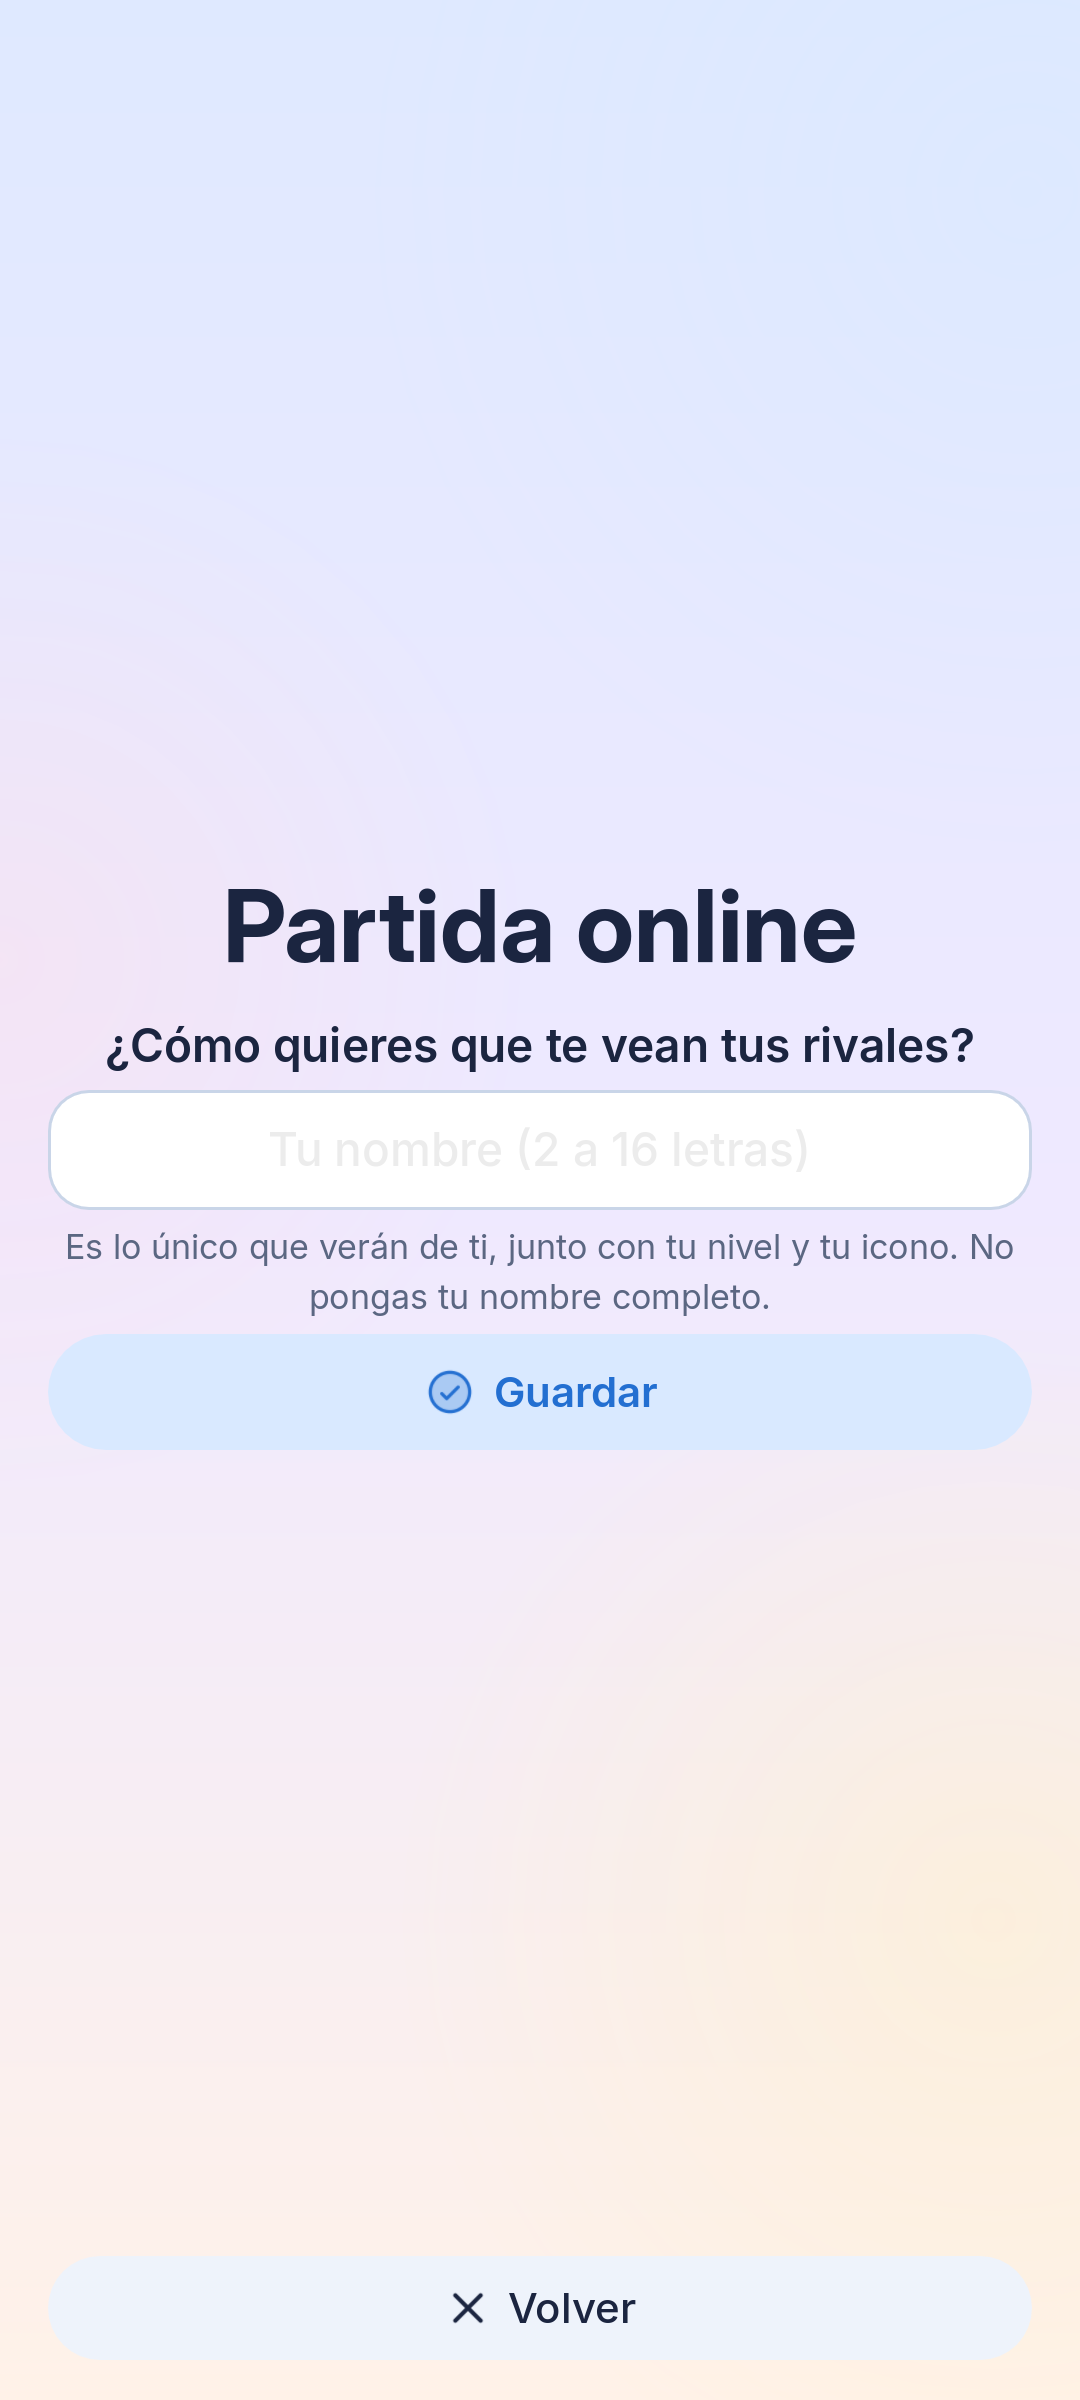 Partida online
¿Cómo quieres que te vean tus rivales?
Tu nombre (2 a 16 letras)
Es lo único que verán de ti, junto con tu nivel y tu icono. No
pongas tu nombre completo.
Guardar
Volver